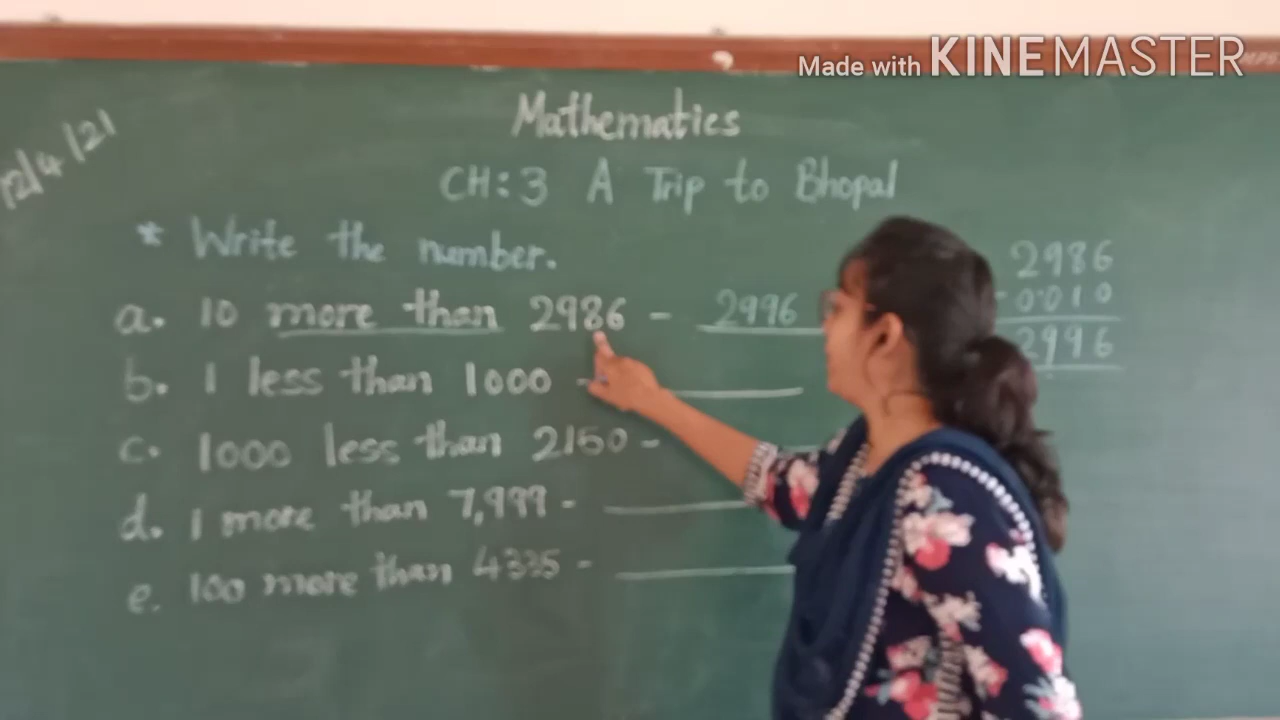 Made with KINEMASTER
Mathematics
12/4/21
CH: 3 A Trip to Bhopal
* Write the number.
a. 10 more than 2986 - 2996
b. 1 less than 1000 -
c. 1000 less than 2150 -
d. 1 more than 7,999 -
e. 100 more than 4335 -
2986
0010
2996